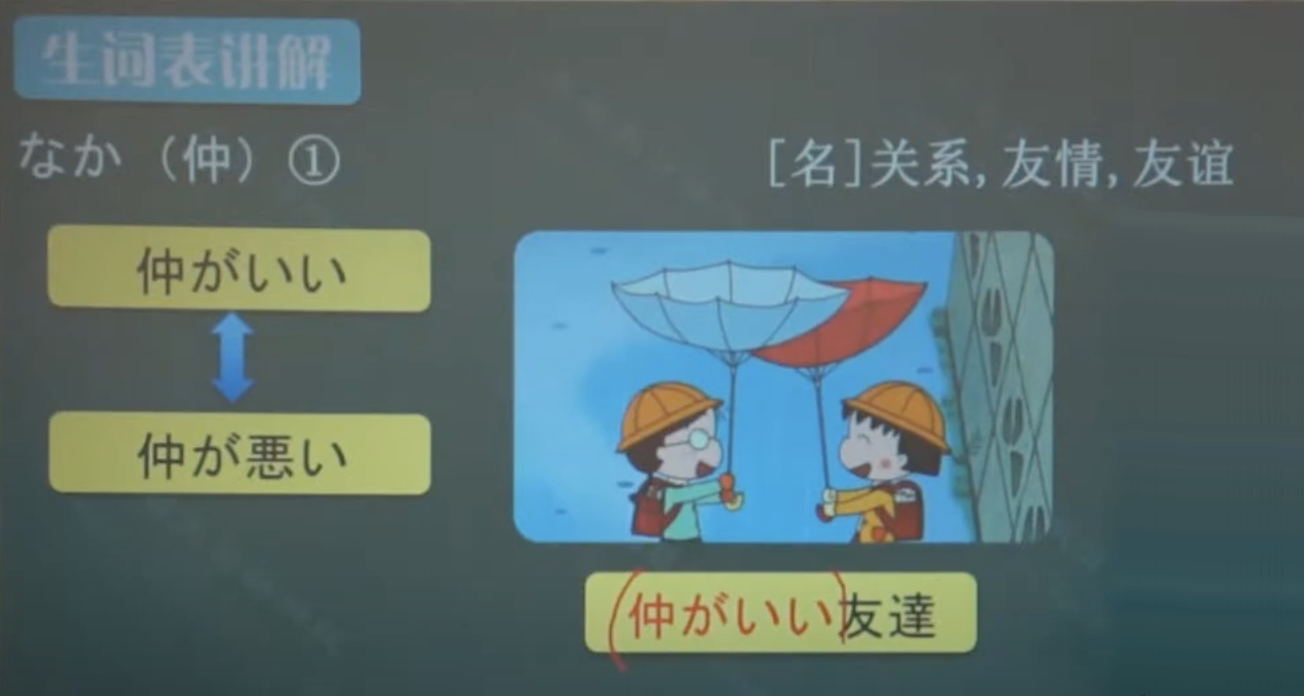 生词表讲解
なか（仲）① [名]关系,友情,友谊
仲がいい
仲が悪い
(仲がいい)友達